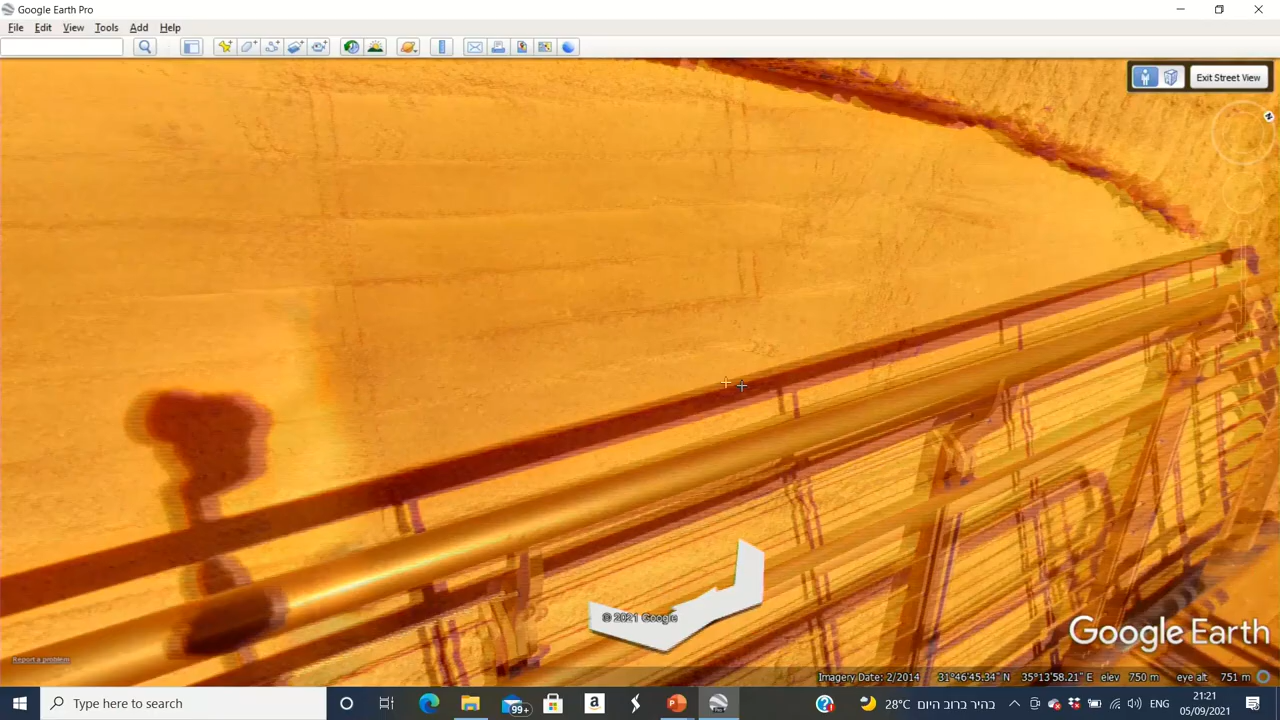 Google Earth Pro
File Edit View Tools Add Help
Exit Street View
N
© 2021 Google
Google Earth
Report a problem
Imagery Date: 2/2014 31°46'45.34" N 35°13'58.21" E elev 750 m eye alt 751 m
Type here to search
99+
28°C בהיר ברוב היום
ENG
21:21
05/09/2021